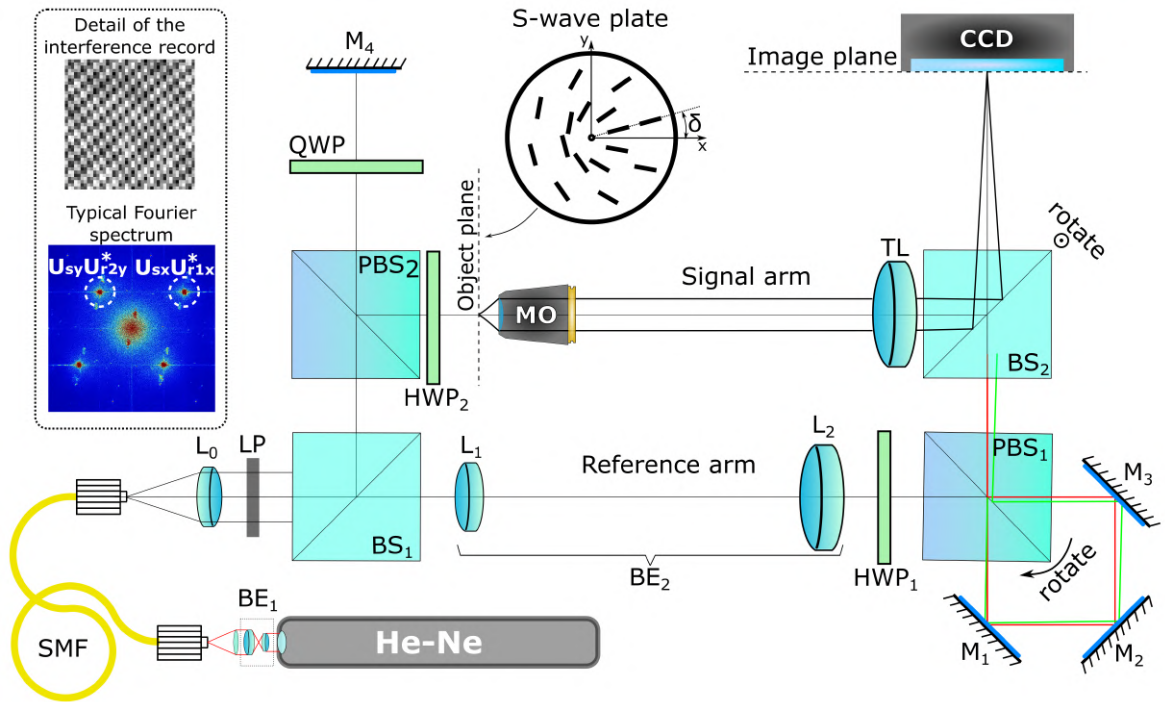 Detail of the
interference record
Typical Fourier
spectrum
UsyU*r2y UsxU*r1x
M4
QWP
PBS2
HWP2
Object plane
S-wave plate
y
x
δ
MO
Signal arm
TL
Image plane
CCD
rotate
BS2
L0
LP
BS1
L1
Reference arm
L2
BE2
HWP1
PBS1
M3
rotate
M1
M2
SMF
BE1
He-Ne